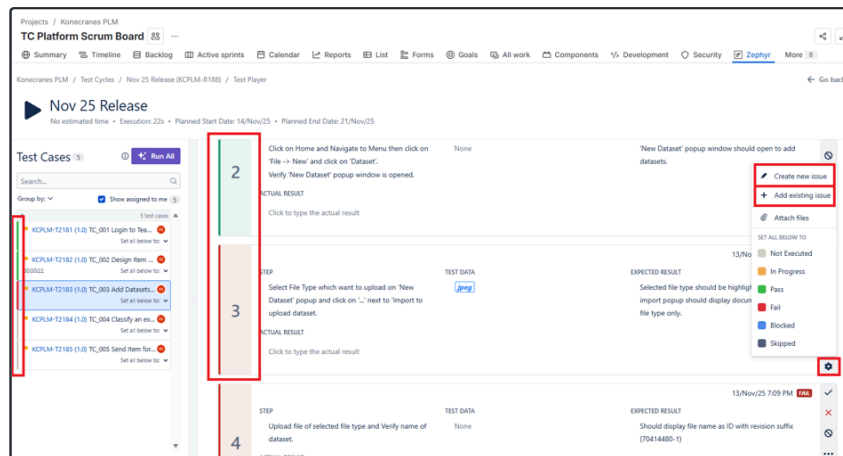 Projects / Konecranes PLM
TC Platform Scrum Board
Summary Timeline Backlog Active sprints Calendar Reports List Forms Goals All work Components Development Security Zephyr More 8
Konecranes PLM / Test Cycles / Nov 25 Release (KCPLM-R188) / Test Player
Go back
Nov 25 Release
No estimated time • Execution: 22s • Planned Start Date: 14/Nov/25 • Planned End Date: 21/Nov/25
Test Cases 5
Run All
Search...
Group by:
Show assigned to me 5
5 test cases
KCPLM-T2181 (1.0) TC_001 Login to Tea...
Set all below to:
KCPLM-T2182 (1.0) TC_002 Design Item ...
00:00:22
Set all below to:
KCPLM-T2183 (1.0) TC_003 Add Datasets...
Set all below to:
KCPLM-T2184 (1.0) TC_004 Classify an ex...
Set all below to:
KCPLM-T2185 (1.0) TC_005 Send Item for...
Set all below to:
2
Click on Home and Navigate to Menu then click on
'File -> New' and click on 'Dataset'.
Verify 'New Dataset' popup window is opened.
None
'New Dataset' popup window should open to add
datasets.
ACTUAL RESULT
Click to type the actual result
Create new issue
+ Add existing issue
Attach files
SET ALL BELOW TO
Not Executed
In Progress
Pass
Fail
Blocked
Skipped
13/No
3
STEP
TEST DATA
EXPECTED RESULT
Select File Type which want to upload on 'New
Dataset' popup and click on '...' next to 'Import to
upload dataset.
jpeg
Selected file type should be highlig
import popup should display docum
file type only.
ACTUAL RESULT
Click to type the actual result
13/Nov/25 7:09 PM FAIL
4
STEP
TEST DATA
EXPECTED RESULT
Upload file of selected file type and Verify name of
dataset.
None
Should display file name as ID with revision suffix
(70414480-1)
ACTUAL RESULT